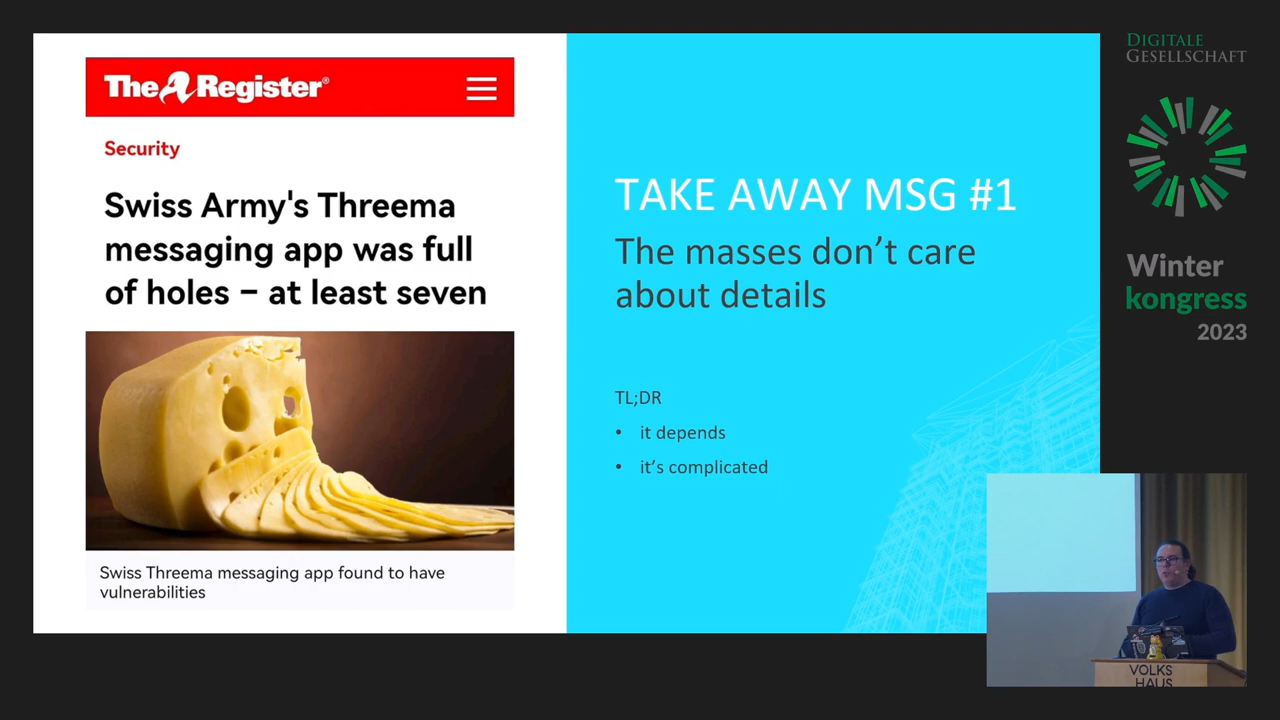 The Register®
Security
Swiss Army's Threema
messaging app was full
of holes – at least seven
Swiss Threema messaging app found to have
vulnerabilities
TAKE AWAY MSG #1
The masses don't care
about details
TL;DR
• it depends
• it's complicated
DIGITALE
GESELLSCHAFT
Winter
kongress
2023
VOLKS
HAUS